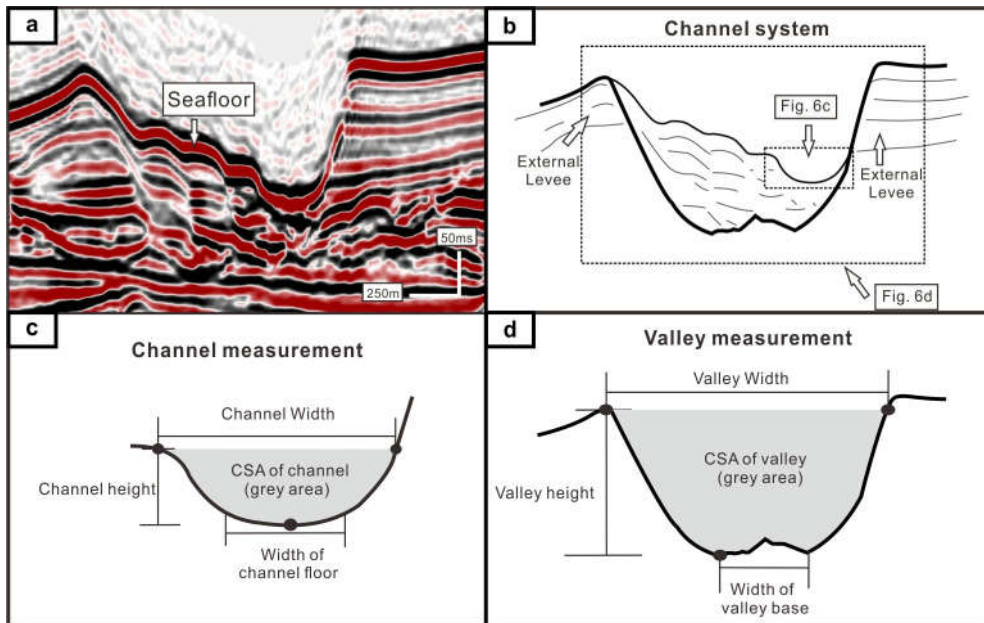 a
Seafloor
50ms
250m
b
Channel system
Fig. 6c
External
Levee
External
Levee
Fig. 6d
c
Channel measurement
Channel Width
CSA of channel
(grey area)
Channel height
Width of
channel floor
d
Valley measurement
Valley Width
CSA of valley
(grey area)
Valley height
Width of
valley base